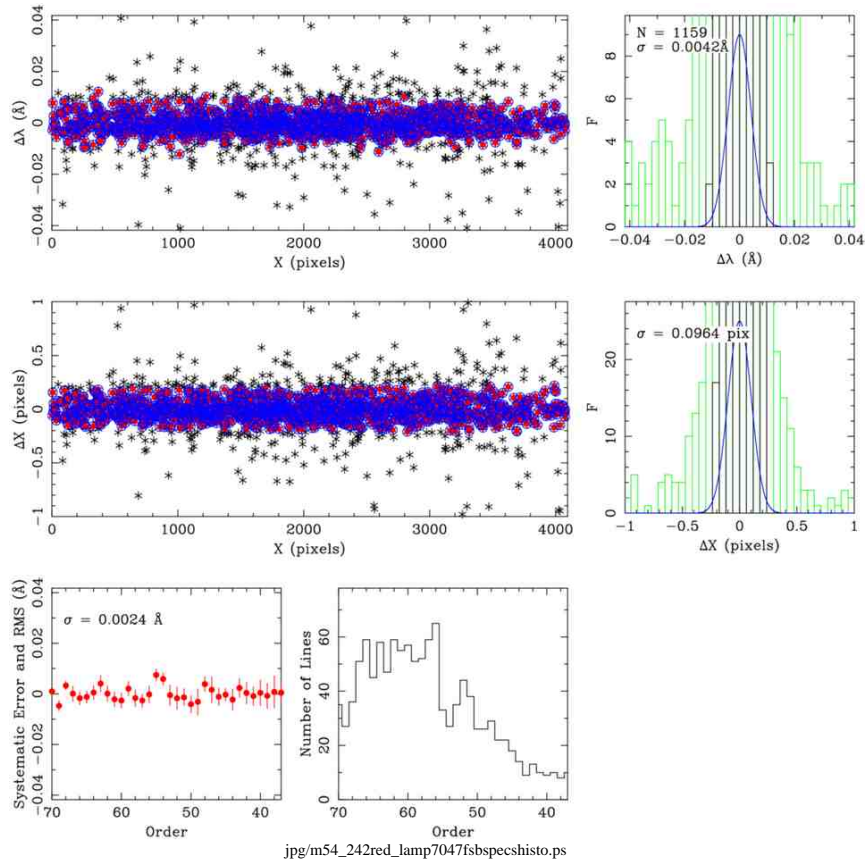 0.04
0.02
0
−0.02
−0.04
Δλ (Å)
0 1000 2000 3000 4000
X (pixels)
N = 1159
σ = 0.0042Å
8
6
4
2
0
F
−0.04 −0.02 0 0.02 0.04
Δλ (Å)
1
0.5
0
−0.5
−1
ΔX (pixels)
0 1000 2000 3000 4000
X (pixels)
σ = 0.0964 pix
20
10
0
F
−1 −0.5 0 0.5 1
ΔX (pixels)
Systematic Error and RMS (Å)
0.04
0.02
0
−0.02
−0.04
σ = 0.0024 Å
70 60 50 40
Order
Number of Lines
60
40
20
0
70 60 50 40
Order
jpg/m54_242red_lamp7047fsbspecshisto.ps